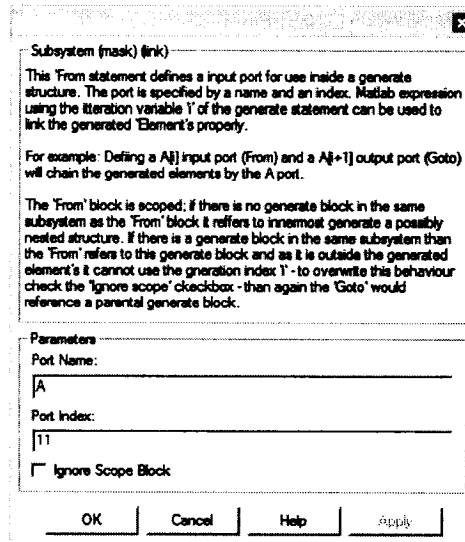 Subsystem (mask) (link)
This 'From statement defines a input port for use inside a generate
structure. The port is specified by a name and an index. Matlab expression
using the itteration variable 'i' of the generate statement can be used to
link the generated 'Element's properly.
For example: Defiing a A[i] input port (From) and a A[i+1] output port (Goto)
will chain the generated elements by the A port.
The 'From' block is scoped; if there is no generate block in the same
subsystem as the 'From' block it reffers to innermost generate a possibly
nested structure. If there is a generate block in the same subsystem than
the 'From' refers to this generate block and as it is outside the generated
element's it cannot use the gneration index 'i' - to overwrite this behaviour
check the 'Ignore scope' ckeckbox - than again the 'Goto' would
reference a parental generate block.
Parameters
Port Name:
A
Port Index:
11
Ignore Scope Block
OK Cancel Help Apply